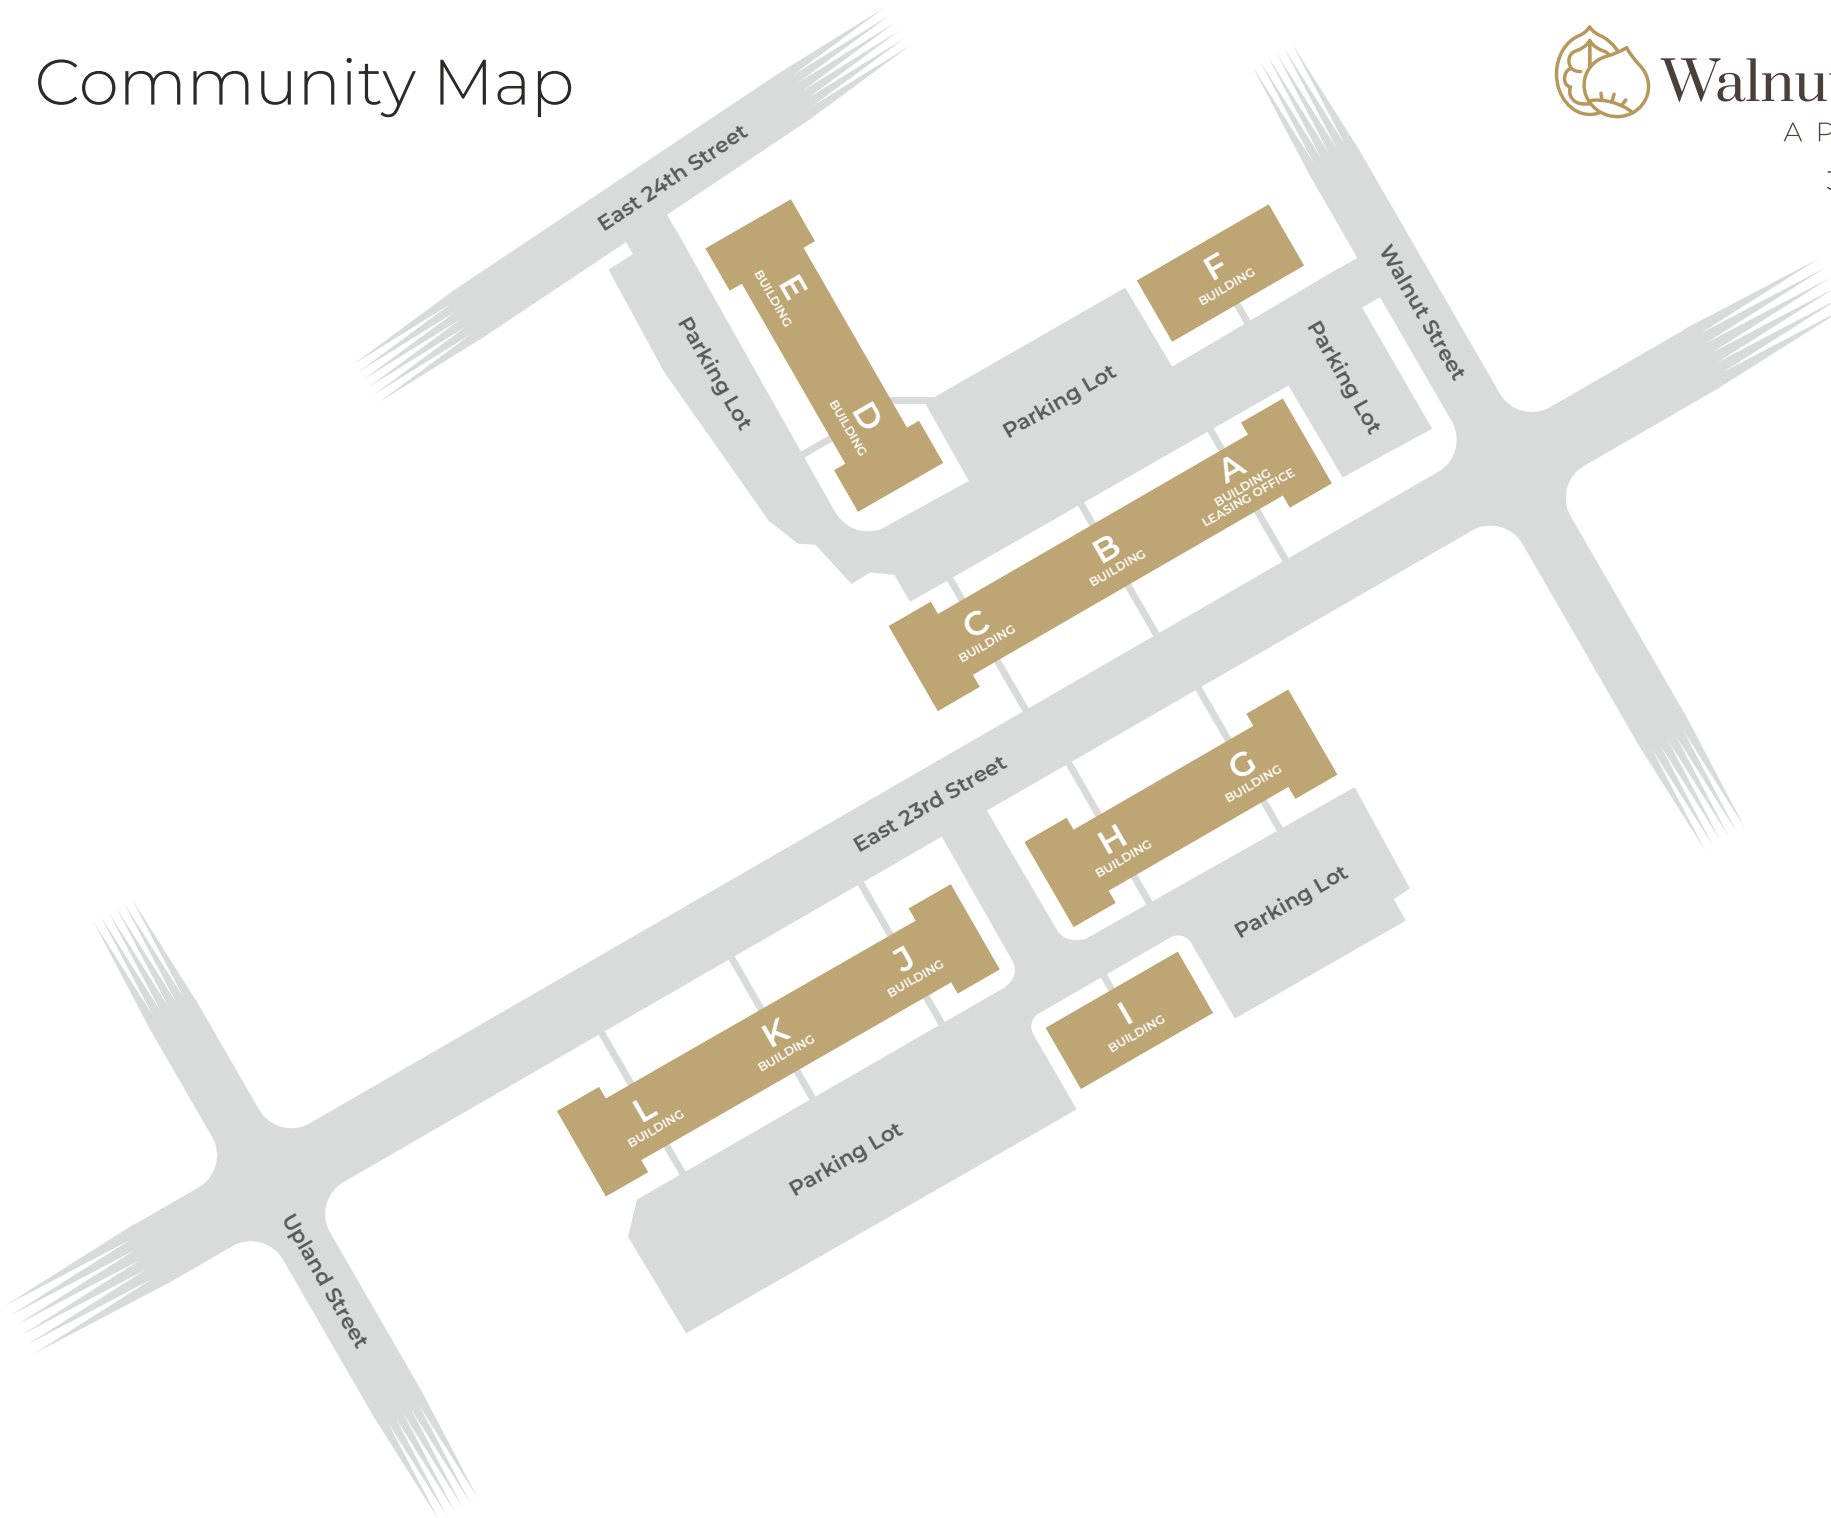 Community Map
Walnu
A P
East 24th Street
E
BUILDING
D
BUILDING
Parking Lot
F
BUILDING
Walnut Street
Parking Lot
Parking Lot
A
BUILDING
LEASING OFFICE
B
BUILDING
C
BUILDING
East 23rd Street
G
BUILDING
H
BUILDING
Parking Lot
I
BUILDING
J
BUILDING
K
BUILDING
L
BUILDING
Parking Lot
Upland Street